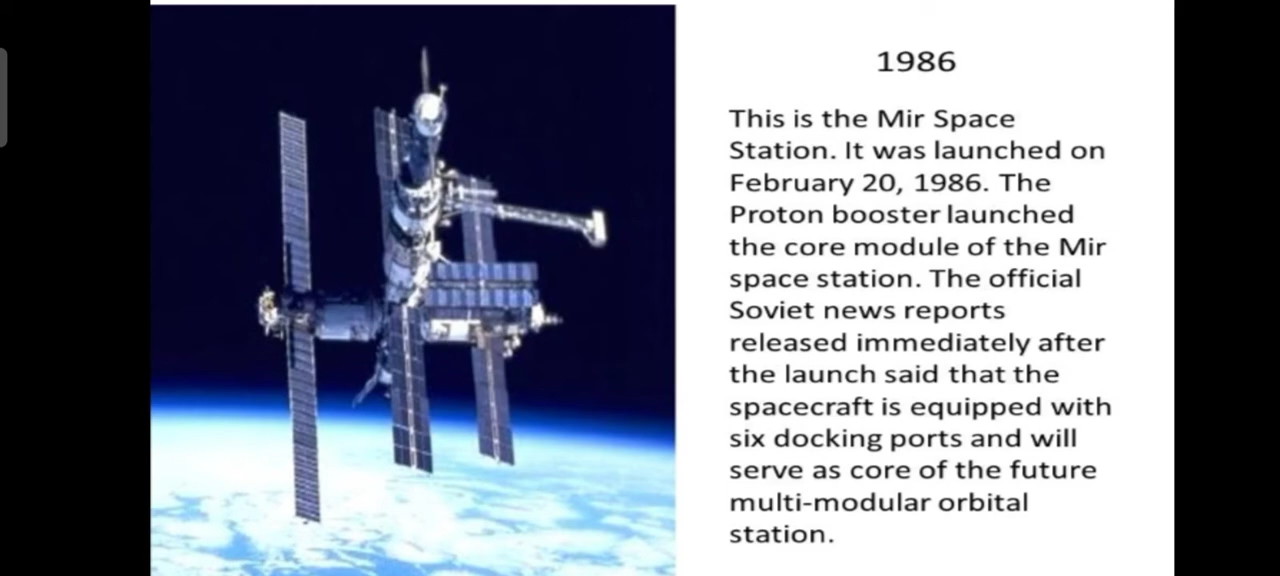 1986
This is the Mir Space
Station. It was launched on
February 20, 1986. The
Proton booster launched
the core module of the Mir
space station. The official
Soviet news reports
released immediately after
the launch said that the
spacecraft is equipped with
six docking ports and will
serve as core of the future
multi-modular orbital
station.